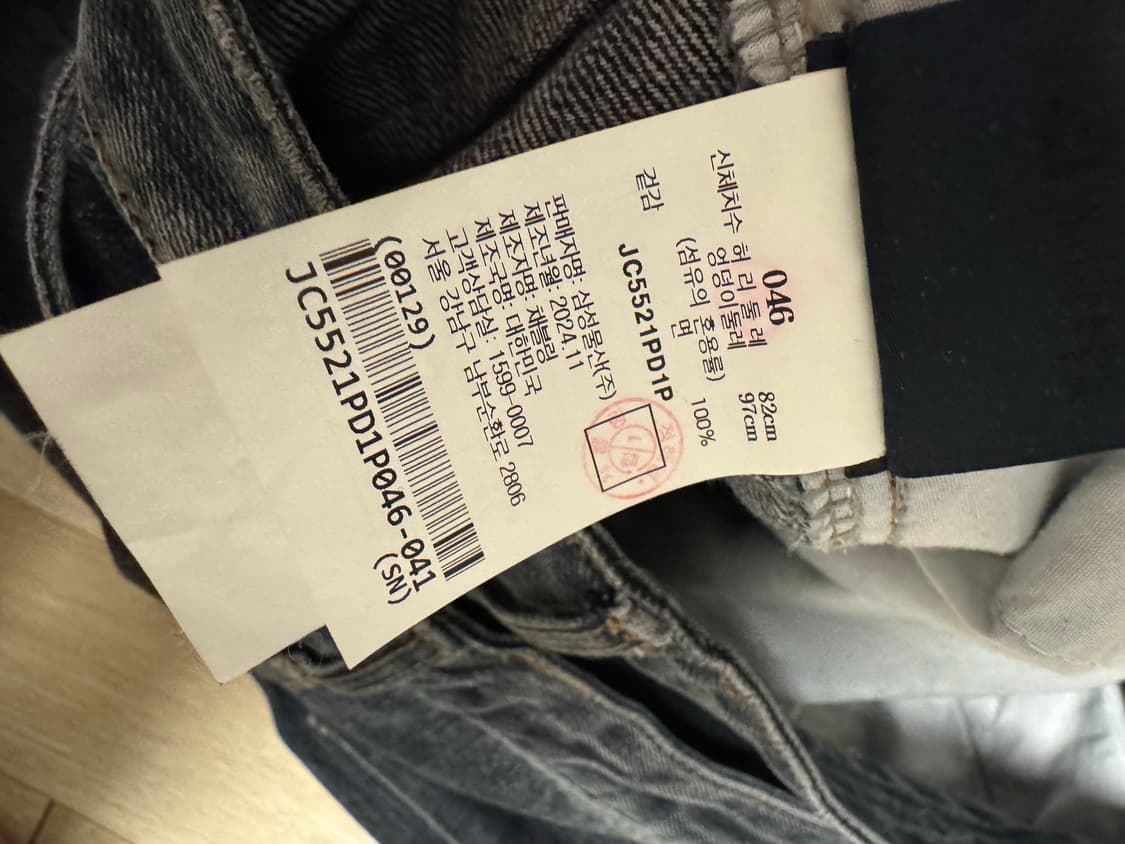 046
신체치수 허리둘레 82cm
엉덩이둘레 97cm
(섬유의 혼용률)
겉감 면 100%
JC5521PD1P
판매자명: 삼성물산(주)
제조년월: 2024.11
제조자명: 채블링
제조국명: 대한민국
고객상담실: 1599-0007
서울 강남구 남부순환로 2806
(00129)
JC5521PD1P046-041
(SN)